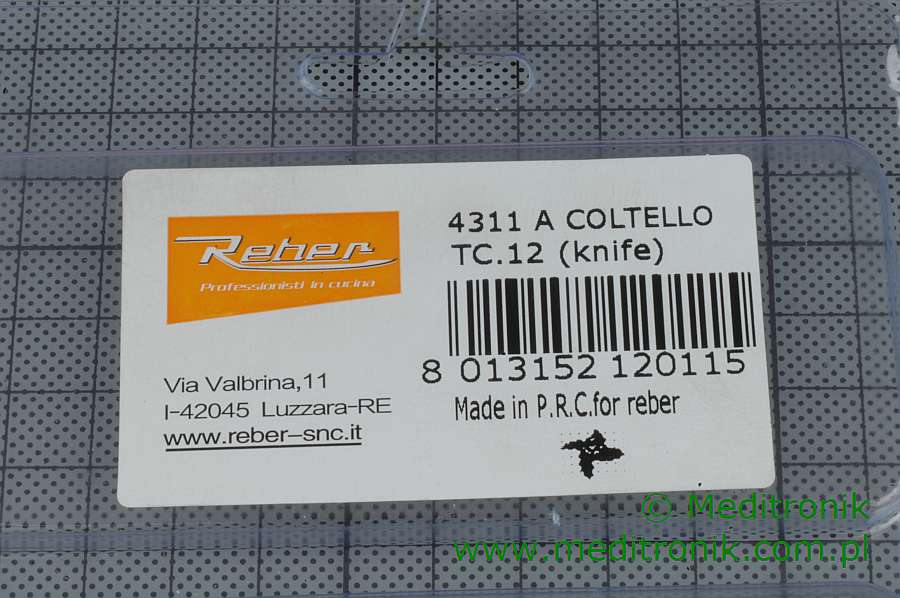 Reber
Professionisti in cucina
Via Valbrina,11
I-42045 Luzzara-RE
www.reber-snc.it
4311 A COLTELLO
TC.12 (knife)
8 013152 120115
Made in P.R.C.for reber
© Meditronik
www.meditronik.com.pl